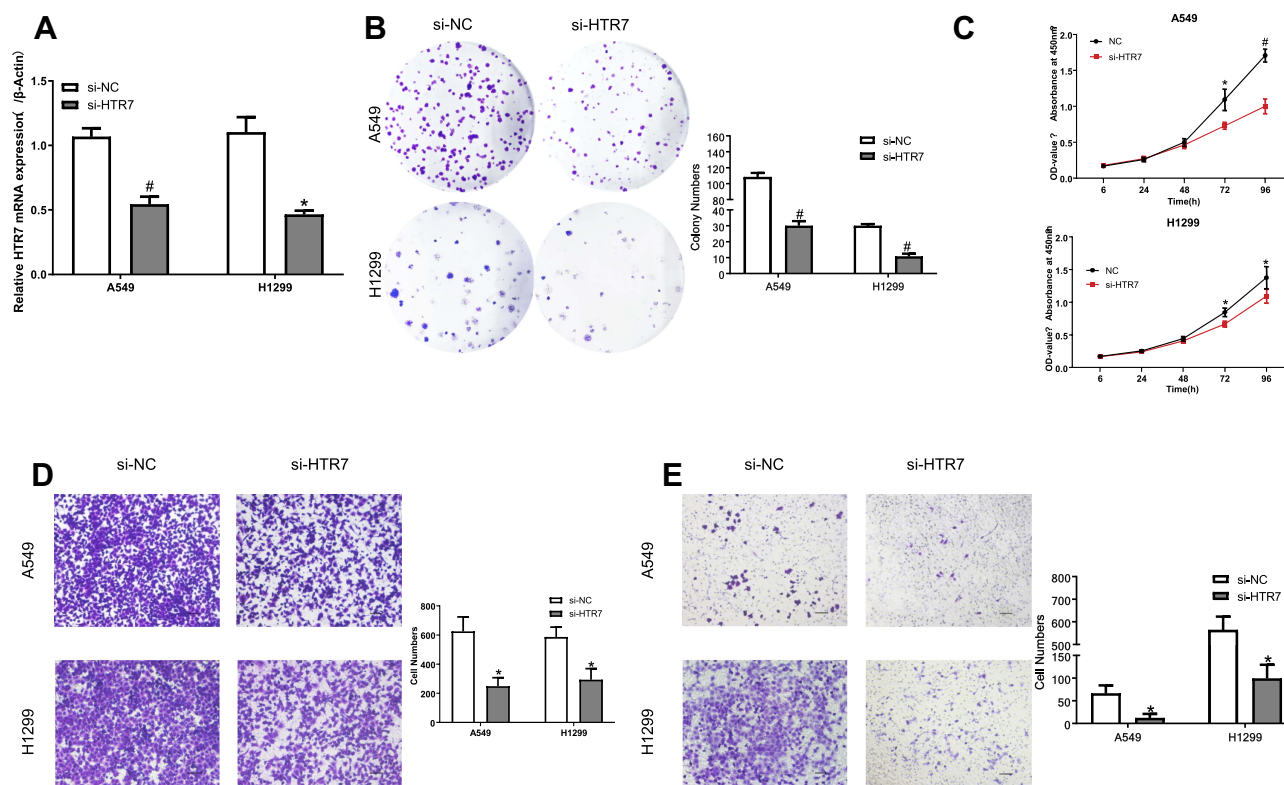 A
Relative HTR7 mRNA expression( /β-Actin)
1.5
1.0
0.5
0.0
si-NC
si-HTR7
#
*
A549
H1299
B
si-NC
si-HTR7
A549
H1299
Colony Numbers
160
140
120
100
80
40
30
20
10
0
si-NC
si-HTR7
#
#
A549
H1299
C
A549
OD-value ? Absorbance at 450nm?
2.0
1.5
1.0
0.5
0.0
NC
si-HTR7
*
#
6 24 48 72 96
Time(h)
H1299
OD-value? Absorbance at 450nm?
2.0
1.5
1.0
0.5
0.0
NC
si-HTR7
*
*
6 24 48 72 96
Time(h)
D
si-NC
si-HTR7
A549
H1299
Cell Numbers
800
600
400
200
0
si-NC
si-HTR7
*
*
A549
H1299
E
si-NC
si-HTR7
A549
H1299
Cell Numbers
800
700
600
500
150
100
50
0
si-NC
si-HTR7
*
*
A549
H1299